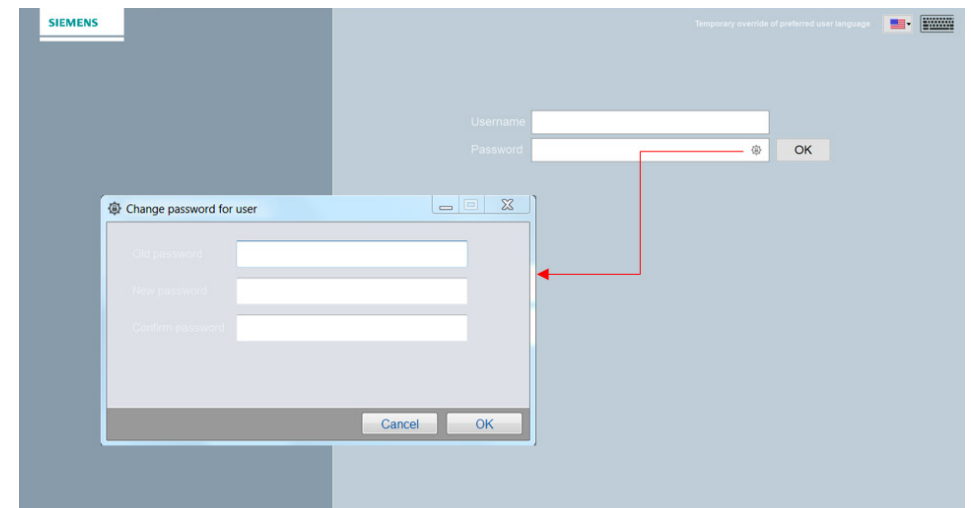 SIEMENS
Temporary override of preferred user language
Username
Password
OK
Change password for user
Old password
New password
Confirm password
Cancel
OK